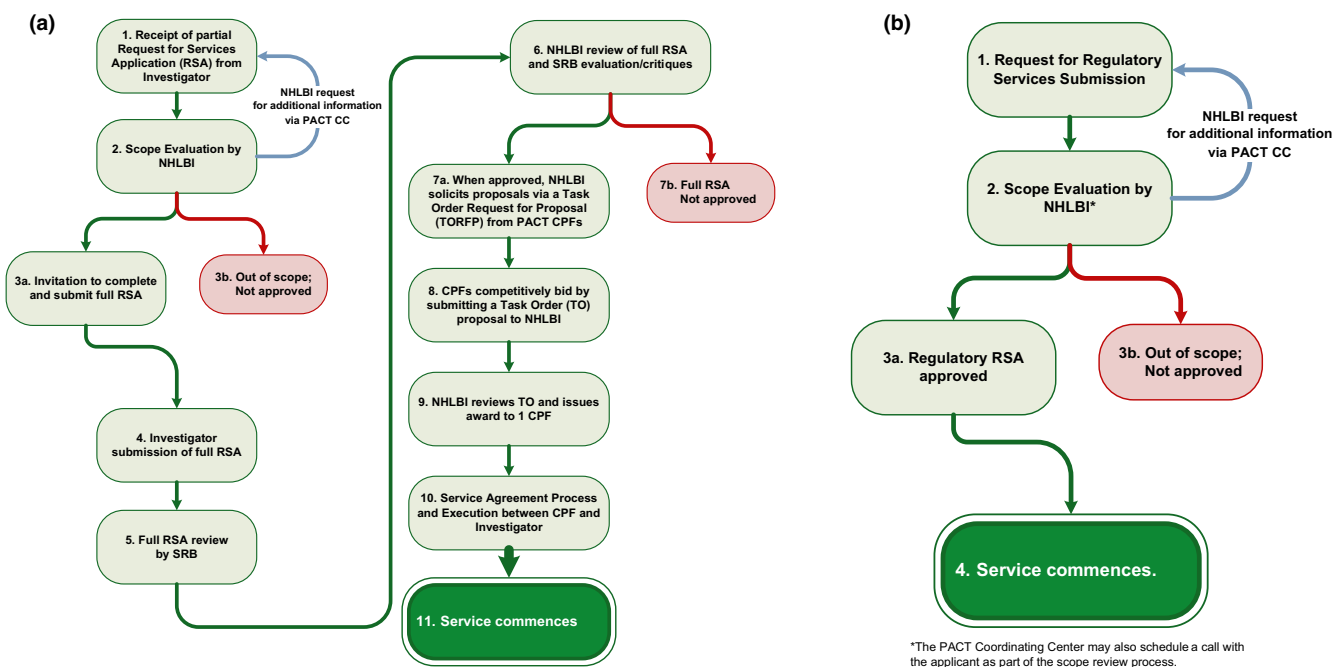 (a)
1. Receipt of partial
Request for Services
Application (RSA) from
Investigator
NHLBI request
for additional information
via PACT CC
2. Scope Evaluation by
NHLBI
3a. Invitation to complete
and submit full RSA
3b. Out of scope;
Not approved
4. Investigator
submission of full RSA
5. Full RSA review
by SRB
6. NHLBI review of full RSA
and SRB evaluation/critiques
7a. When approved, NHLBI
solicits proposals via a Task
Order Request for Proposal
(TORFP) from PACT CPFs
7b. Full RSA
Not approved
8. CPFs competitively bid by
submitting a Task Order (TO)
proposal to NHLBI
9. NHLBI reviews TO and issues
award to 1 CPF
10. Service Agreement Process
and Execution between CPF and
Investigator
11. Service commences
(b)
1. Request for Regulatory
Services Submission
NHLBI request
for additional information
via PACT CC
2. Scope Evaluation by
NHLBI*
3a. Regulatory RSA
approved
3b. Out of scope;
Not approved
4. Service commences.
*The PACT Coordinating Center may also schedule a call with
the applicant as part of the scope review process.